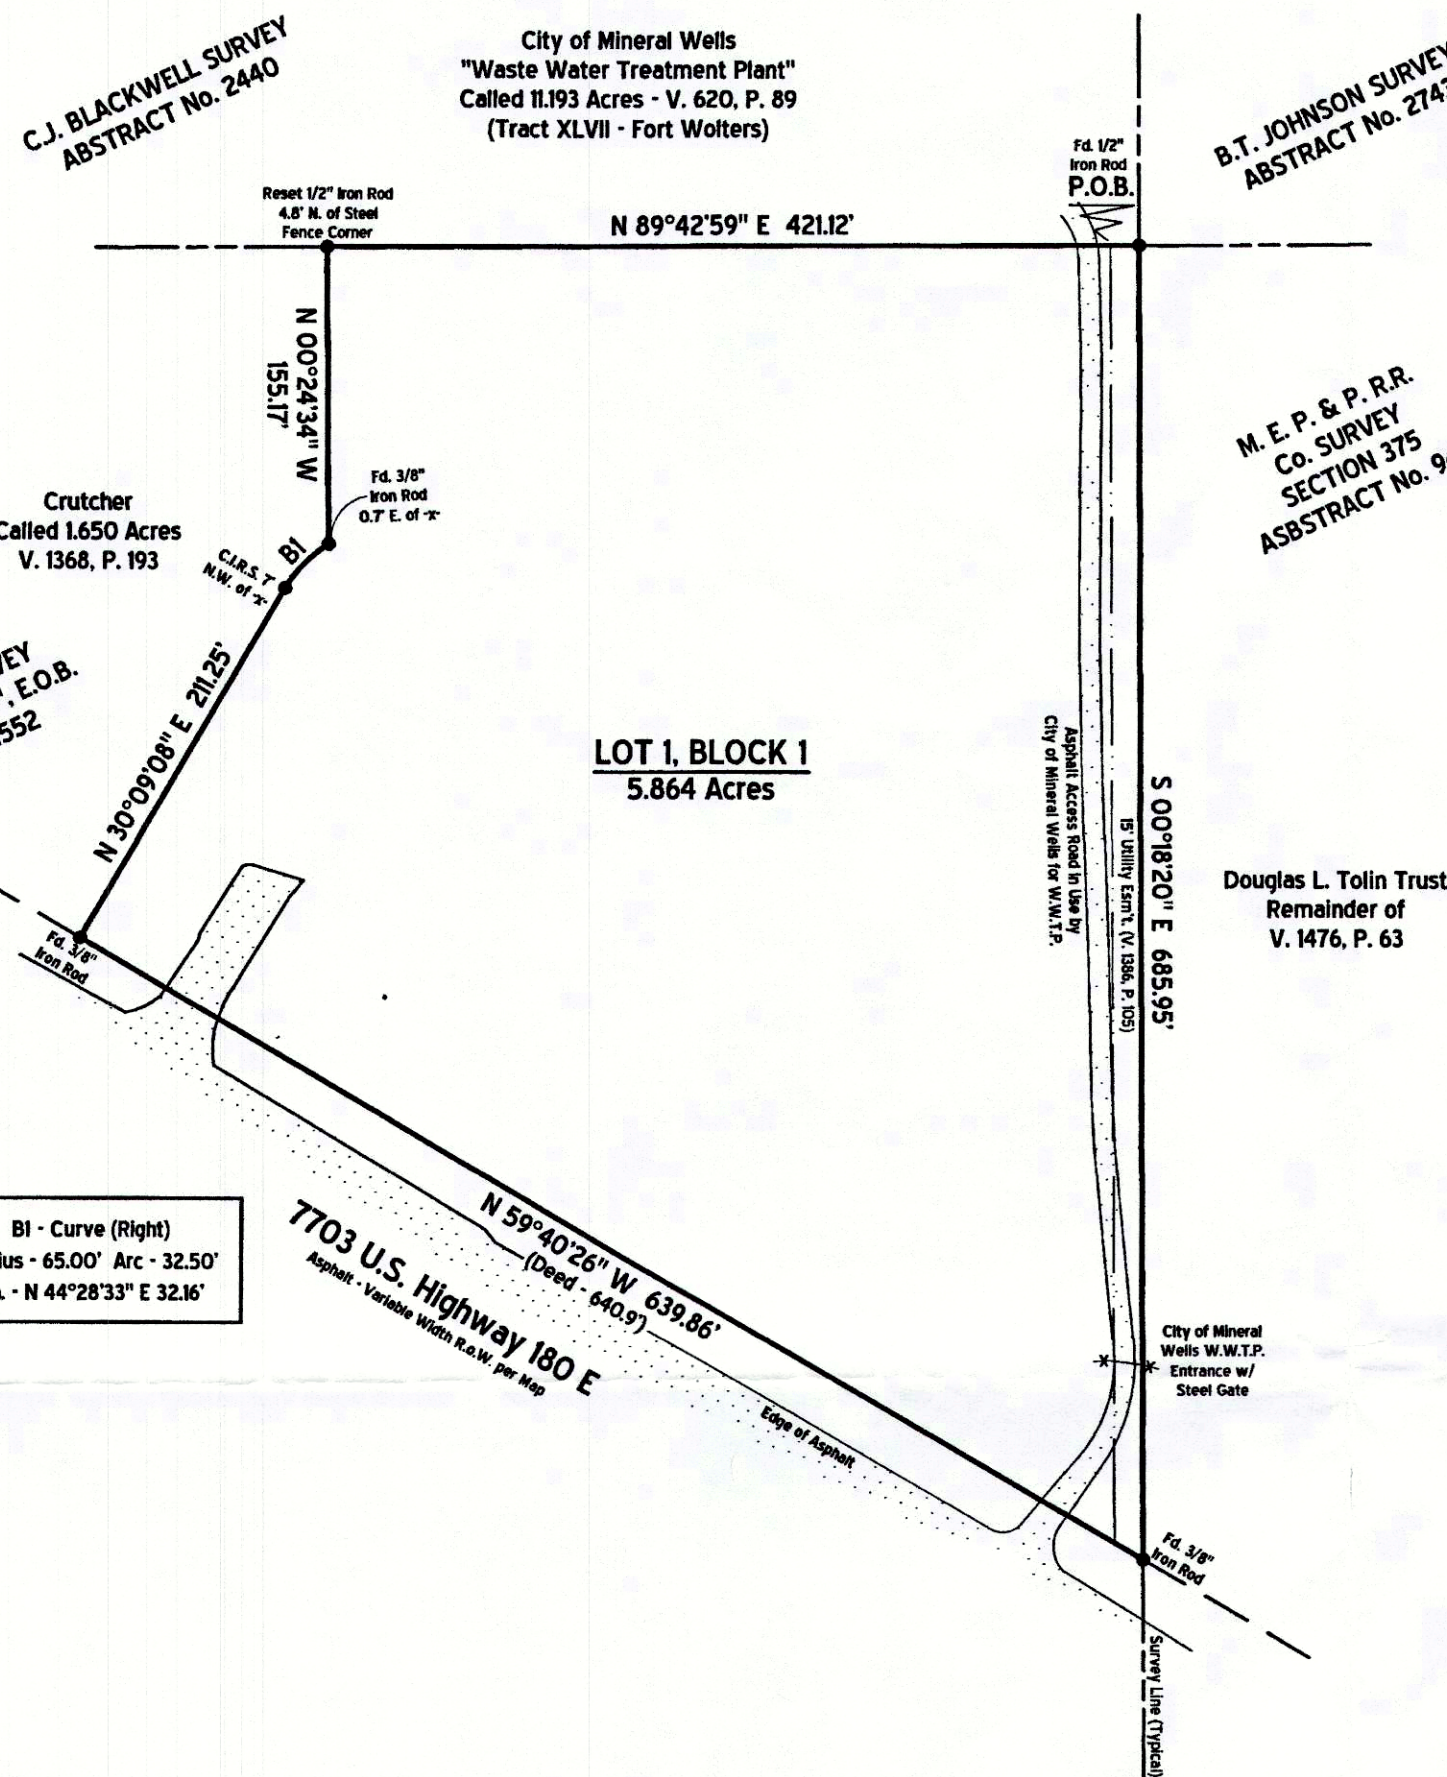 C.J. BLACKWELL SURVEY
ABSTRACT No. 2440
City of Mineral Wells
"Waste Water Treatment Plant"
Called 11.193 Acres - V. 620, P. 89
(Tract XLVII - Fort Wolters)
B.T. JOHNSON SURVEY
ABSTRACT No.
Fd. 1/2"
Iron Rod
P.O.B.
Reset 1/2" Iron Rod
4.8' N. of Steel
Fence Corner
N 89°42'59" E 421.12'
N 00°24'34" W
155.17'
M. E. P. & P. R.R.
Co. SURVEY
SECTION 375
ASBSTRACT No.
Fd. 3/8"
Iron Rod
0.7' E. of -x-
Crutcher
Called 1.650 Acres
V. 1368, P. 193
B1
C.I.R.S. 7'
N.W. of -x-
, E.O.B.
N 30°09'08" E 211.25'
LOT 1, BLOCK 1
5.864 Acres
Asphalt Access Road in Use by
City of Mineral Wells for W.W.T.P.
15' Utility Esm't. (V. 1386, P. 105)
S 00°18'20" E 685.95'
Douglas L. Tolin Trust
Remainder of
V. 1476, P. 63
Fd. 3/8"
Iron Rod
B1 - Curve (Right)
- 65.00' Arc - 32.50'
- N 44°28'33" E 32.16'
N 59°40'26" W 639.86'
(Deed - 640.9')
7703 U.S. Highway 180 E
Asphalt - Variable Width R.o.W. per Map
Edge of Asphalt
City of Mineral
Wells W.W.T.P.
Entrance w/
Steel Gate
Fd. 3/8"
Iron Rod
Survey Line (Typical)